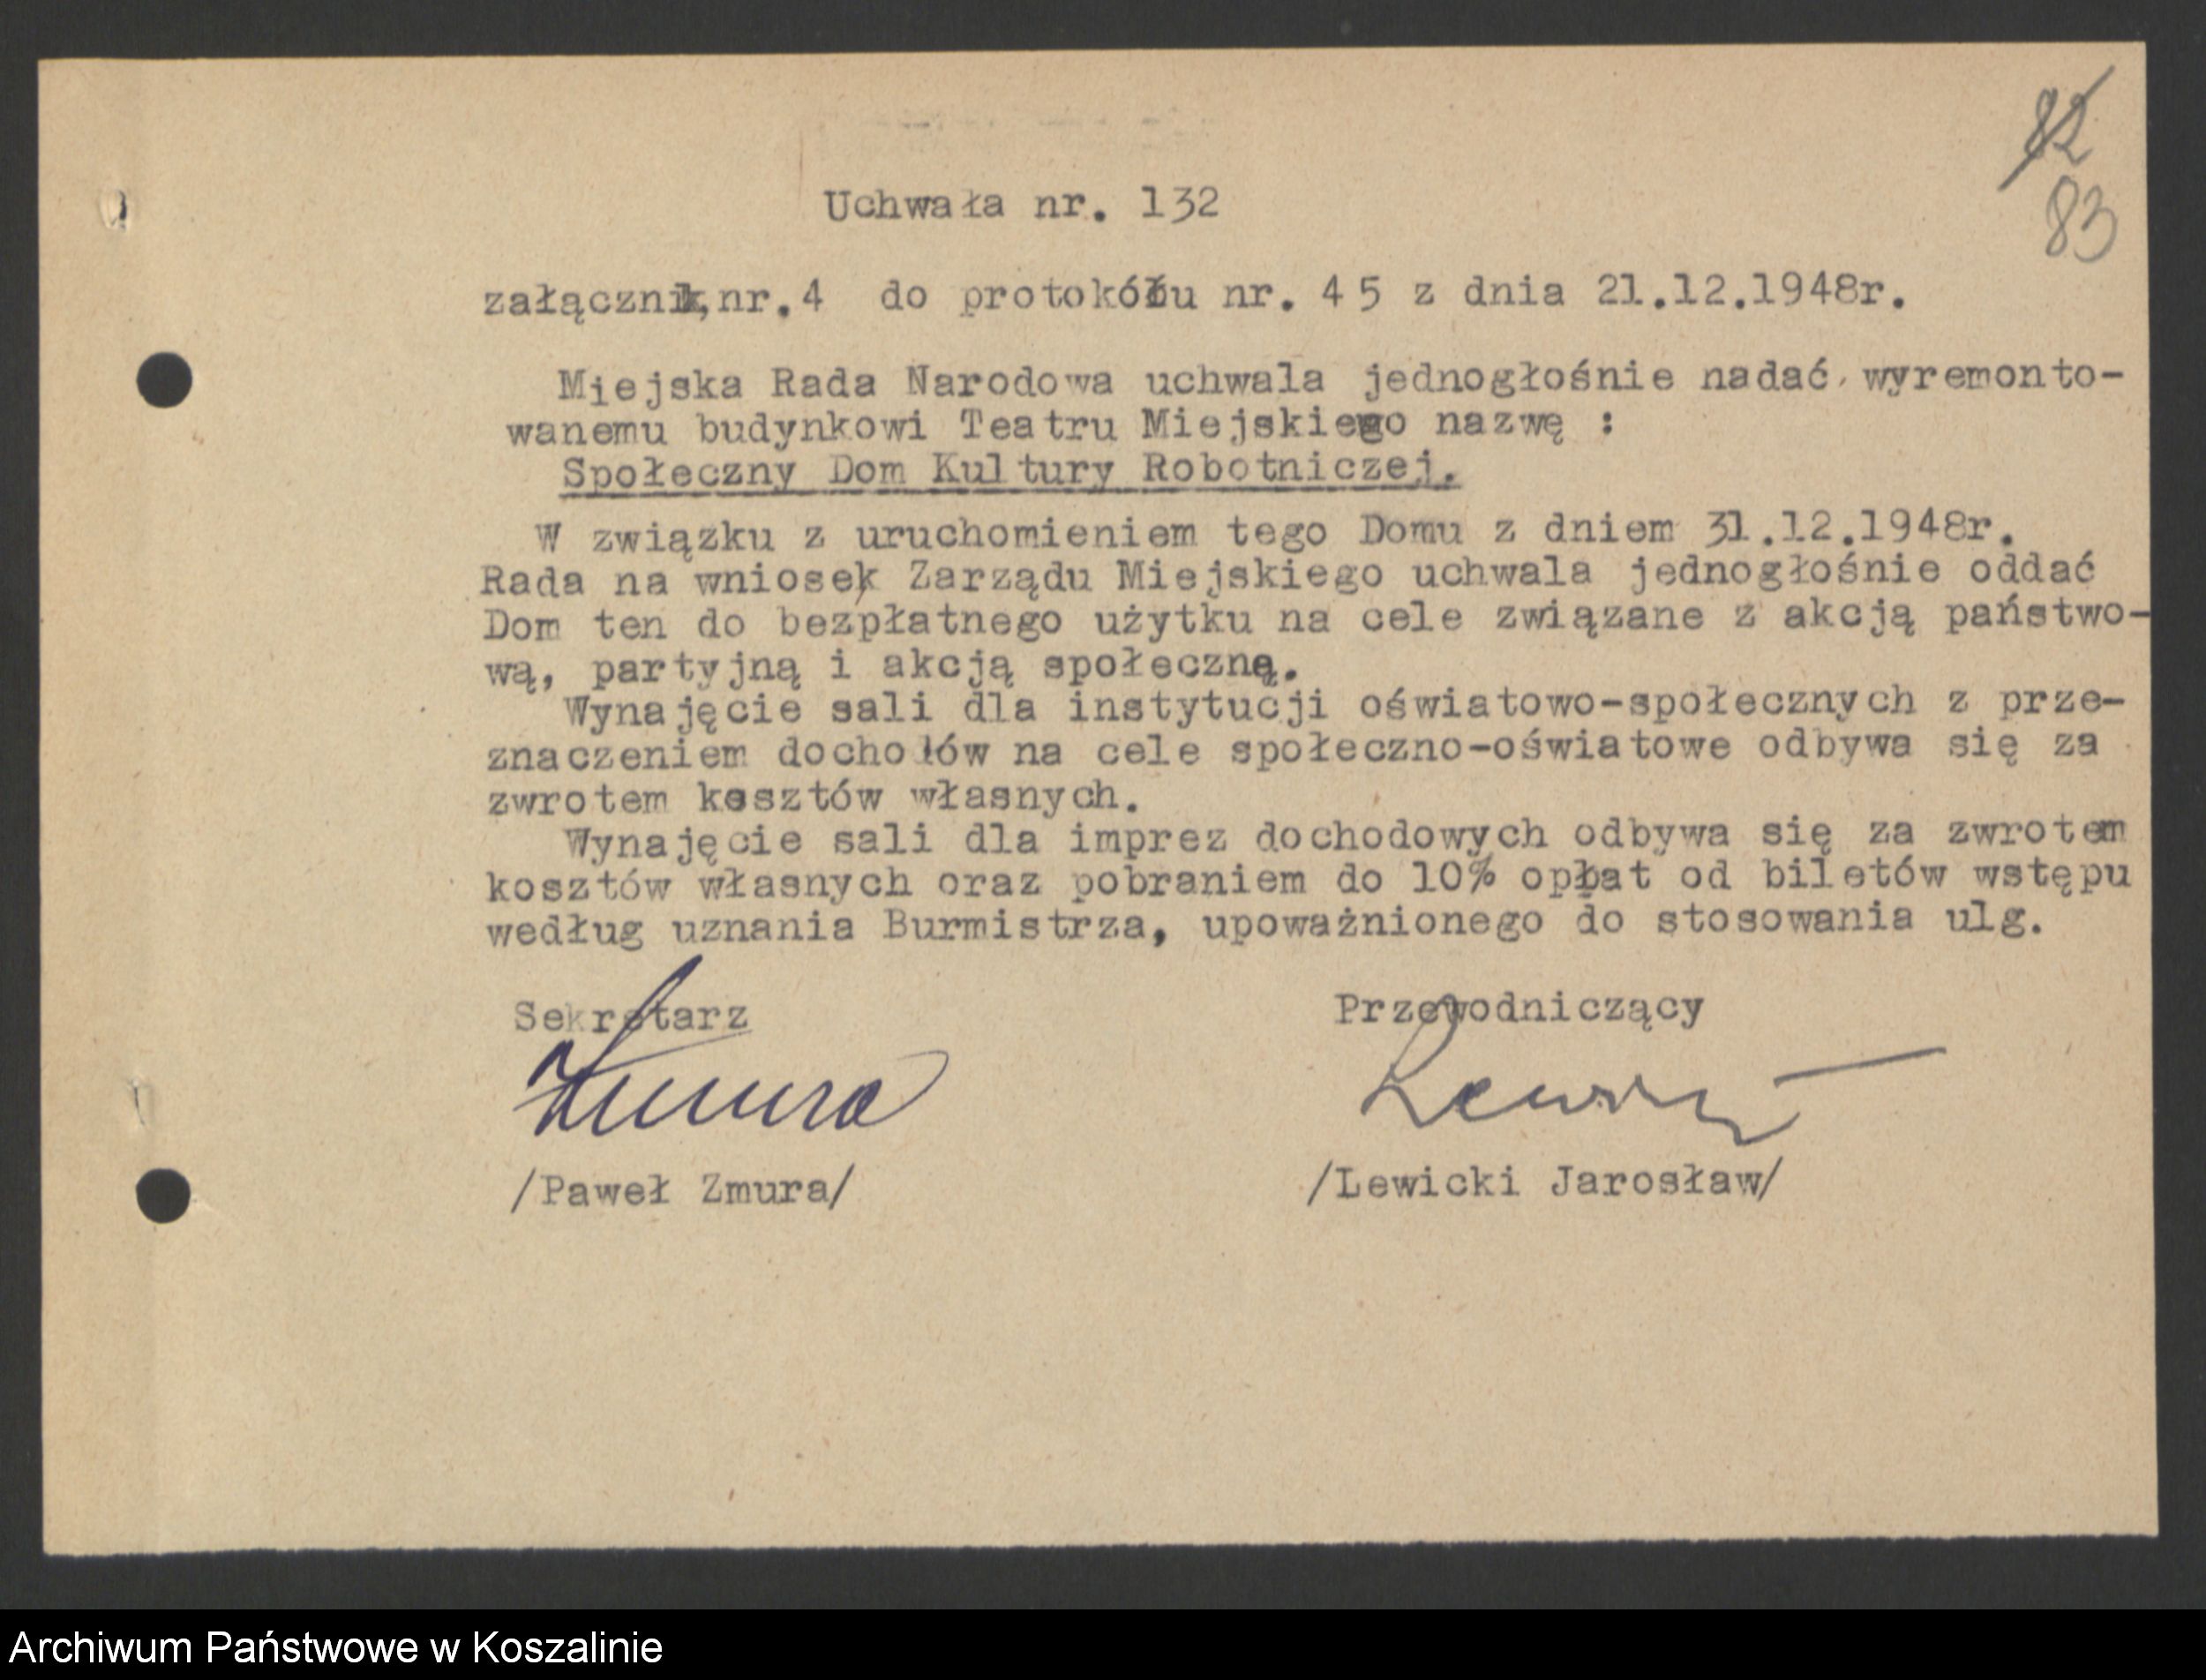 82
83
Uchwała nr. 132
załącznik, nr. 4 do protokółu nr. 45 z dnia 21.12.1948r.
Miejska Rada Narodowa uchwala jednogłośnie nadać wyremonto-
wanemu budynkowi Teatru Miejskiego nazwę :
Społeczny Dom Kultury Robotniczej.
W związku z uruchomieniem tego Domu z dniem 31.12.1948r.
Rada na wniosek Zarządu Miejskiego uchwala jednogłośnie oddać
Dom ten do bezpłatnego użytku na cele związane z akcją państwo-
wą, partyjną i akcją społeczną.
Wynajęcie sali dla instytucji oświatowo-społecznych z prze-
znaczeniem dochodów na cele społeczno-oświatowe odbywa się za
zwrotem kosztów własnych.
Wynajęcie sali dla imprez dochodowych odbywa się za zwrotem
kosztów własnych oraz pobraniem do 10% opłat od biletów wstępu
według uznania Burmistrza, upoważnionego do stosowania ulg.
Sekretarz Przewodniczący
Zmura Lewicki
/Paweł Zmura/ /Lewicki Jarosław/
Archiwum Państwowe w Koszalinie